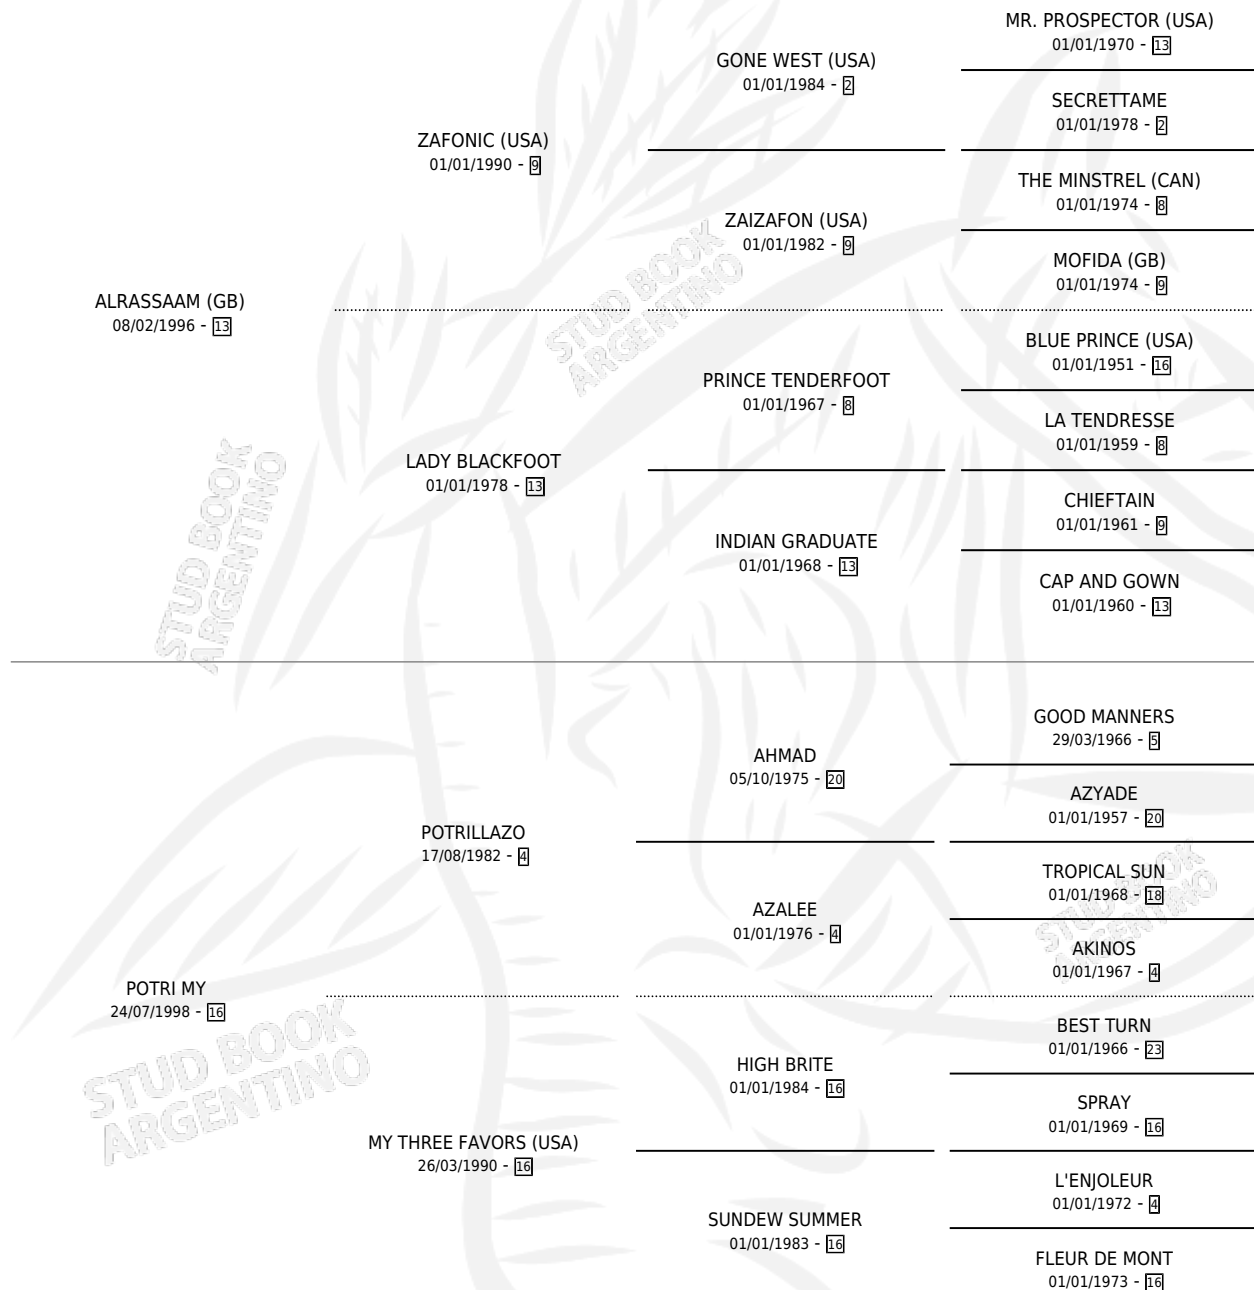 MR. PROSPECTOR (USA)
01/01/1970 - 13
GONE WEST (USA)
01/01/1984 - 2
SECRETTAME
01/01/1978 - 2
ZAFONIC (USA)
01/01/1990 - 9
THE MINSTREL (CAN)
01/01/1974 - 8
ZAIZAFON (USA)
01/01/1982 - 9
MOFIDA (GB)
01/01/1974 - 9
ALRASSAAM (GB)
08/02/1996 - 13
BLUE PRINCE (USA)
01/01/1951 - 16
PRINCE TENDERFOOT
01/01/1967 - 8
LA TENDRESSE
01/01/1959 - 8
LADY BLACKFOOT
01/01/1978 - 13
CHIEFTAIN
01/01/1961 - 9
INDIAN GRADUATE
01/01/1968 - 13
CAP AND GOWN
01/01/1960 - 13
GOOD MANNERS
29/03/1966 - 5
AHMAD
05/10/1975 - 20
AZYADE
01/01/1957 - 20
POTRILLAZO
17/08/1982 - 4
TROPICAL SUN
01/01/1968 - 18
AZALEE
01/01/1976 - 4
AKINOS
01/01/1967 - 4
POTRI MY
24/07/1998 - 16
BEST TURN
01/01/1966 - 23
HIGH BRITE
01/01/1984 - 16
SPRAY
01/01/1969 - 16
MY THREE FAVORS (USA)
26/03/1990 - 16
L'ENJOLEUR
01/01/1972 - 4
SUNDEW SUMMER
01/01/1983 - 16
FLEUR DE MONT
01/01/1973 - 16
STUD BOOK
ARGENTINO
STUD BOOK
ARGENTINO
STUD BOOK
ARGENTINO
STUD BOOK
ARGENTINO